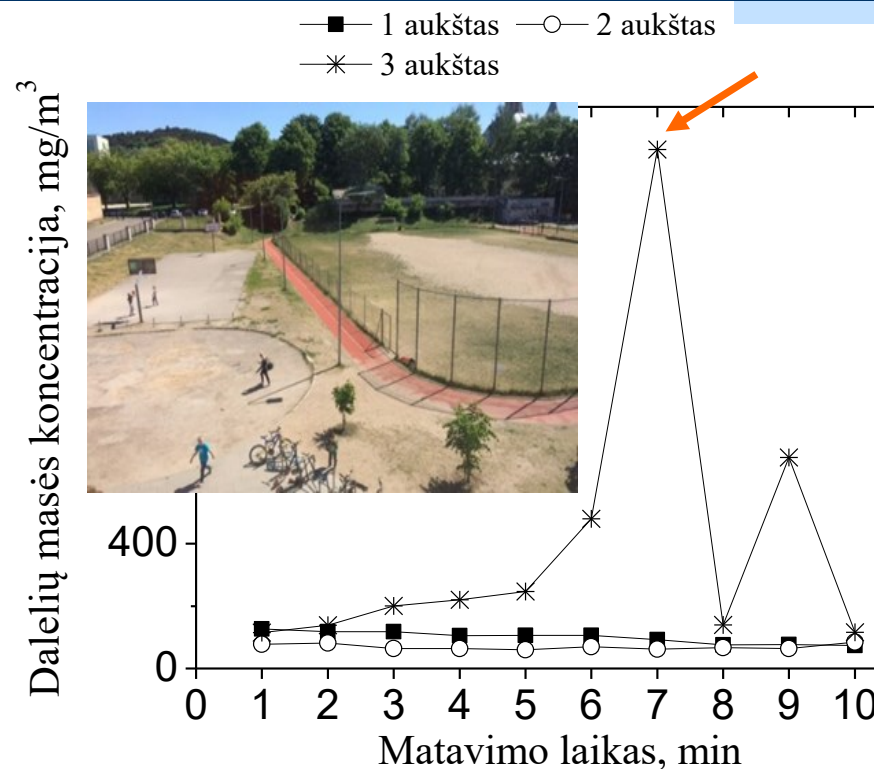 1 aukštas 2 aukštas
3 aukštas
Dalelių masės koncentracija, mg/m³
400
0
0 1 2 3 4 5 6 7 8 9 10
Matavimo laikas, min